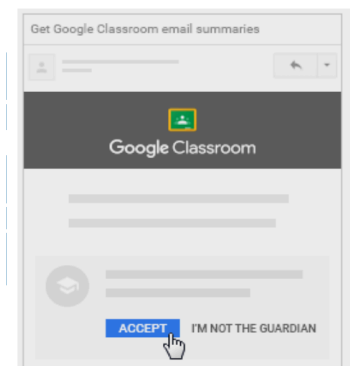 Get Google Classroom email summaries
Google Classroom
ACCEPT I'M NOT THE GUARDIAN